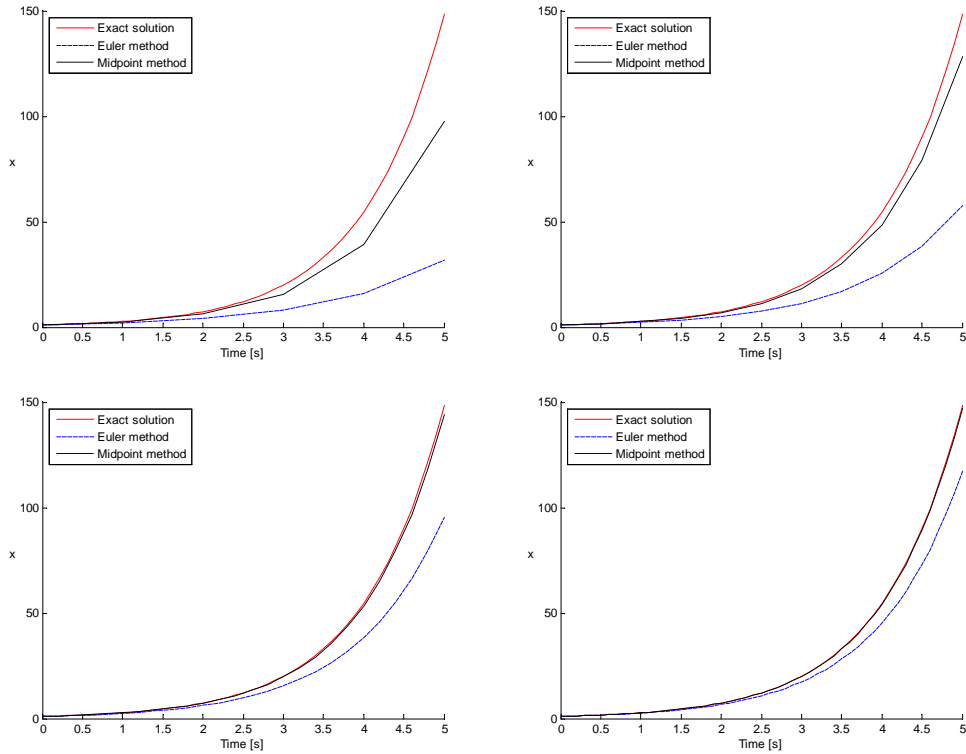 150
100
50
0
x
Exact solution
Euler method
Midpoint method
0 0.5 1 1.5 2 2.5 3 3.5 4 4.5 5
Time [s]
150
100
50
0
x
Exact solution
Euler method
Midpoint method
0 0.5 1 1.5 2 2.5 3 3.5 4 4.5 5
Time [s]
150
100
50
0
x
Exact solution
Euler method
Midpoint method
0 0.5 1 1.5 2 2.5 3 3.5 4 4.5 5
Time [s]
150
100
50
0
x
Exact solution
Euler method
Midpoint method
0 0.5 1 1.5 2 2.5 3 3.5 4 4.5 5
Time [s]